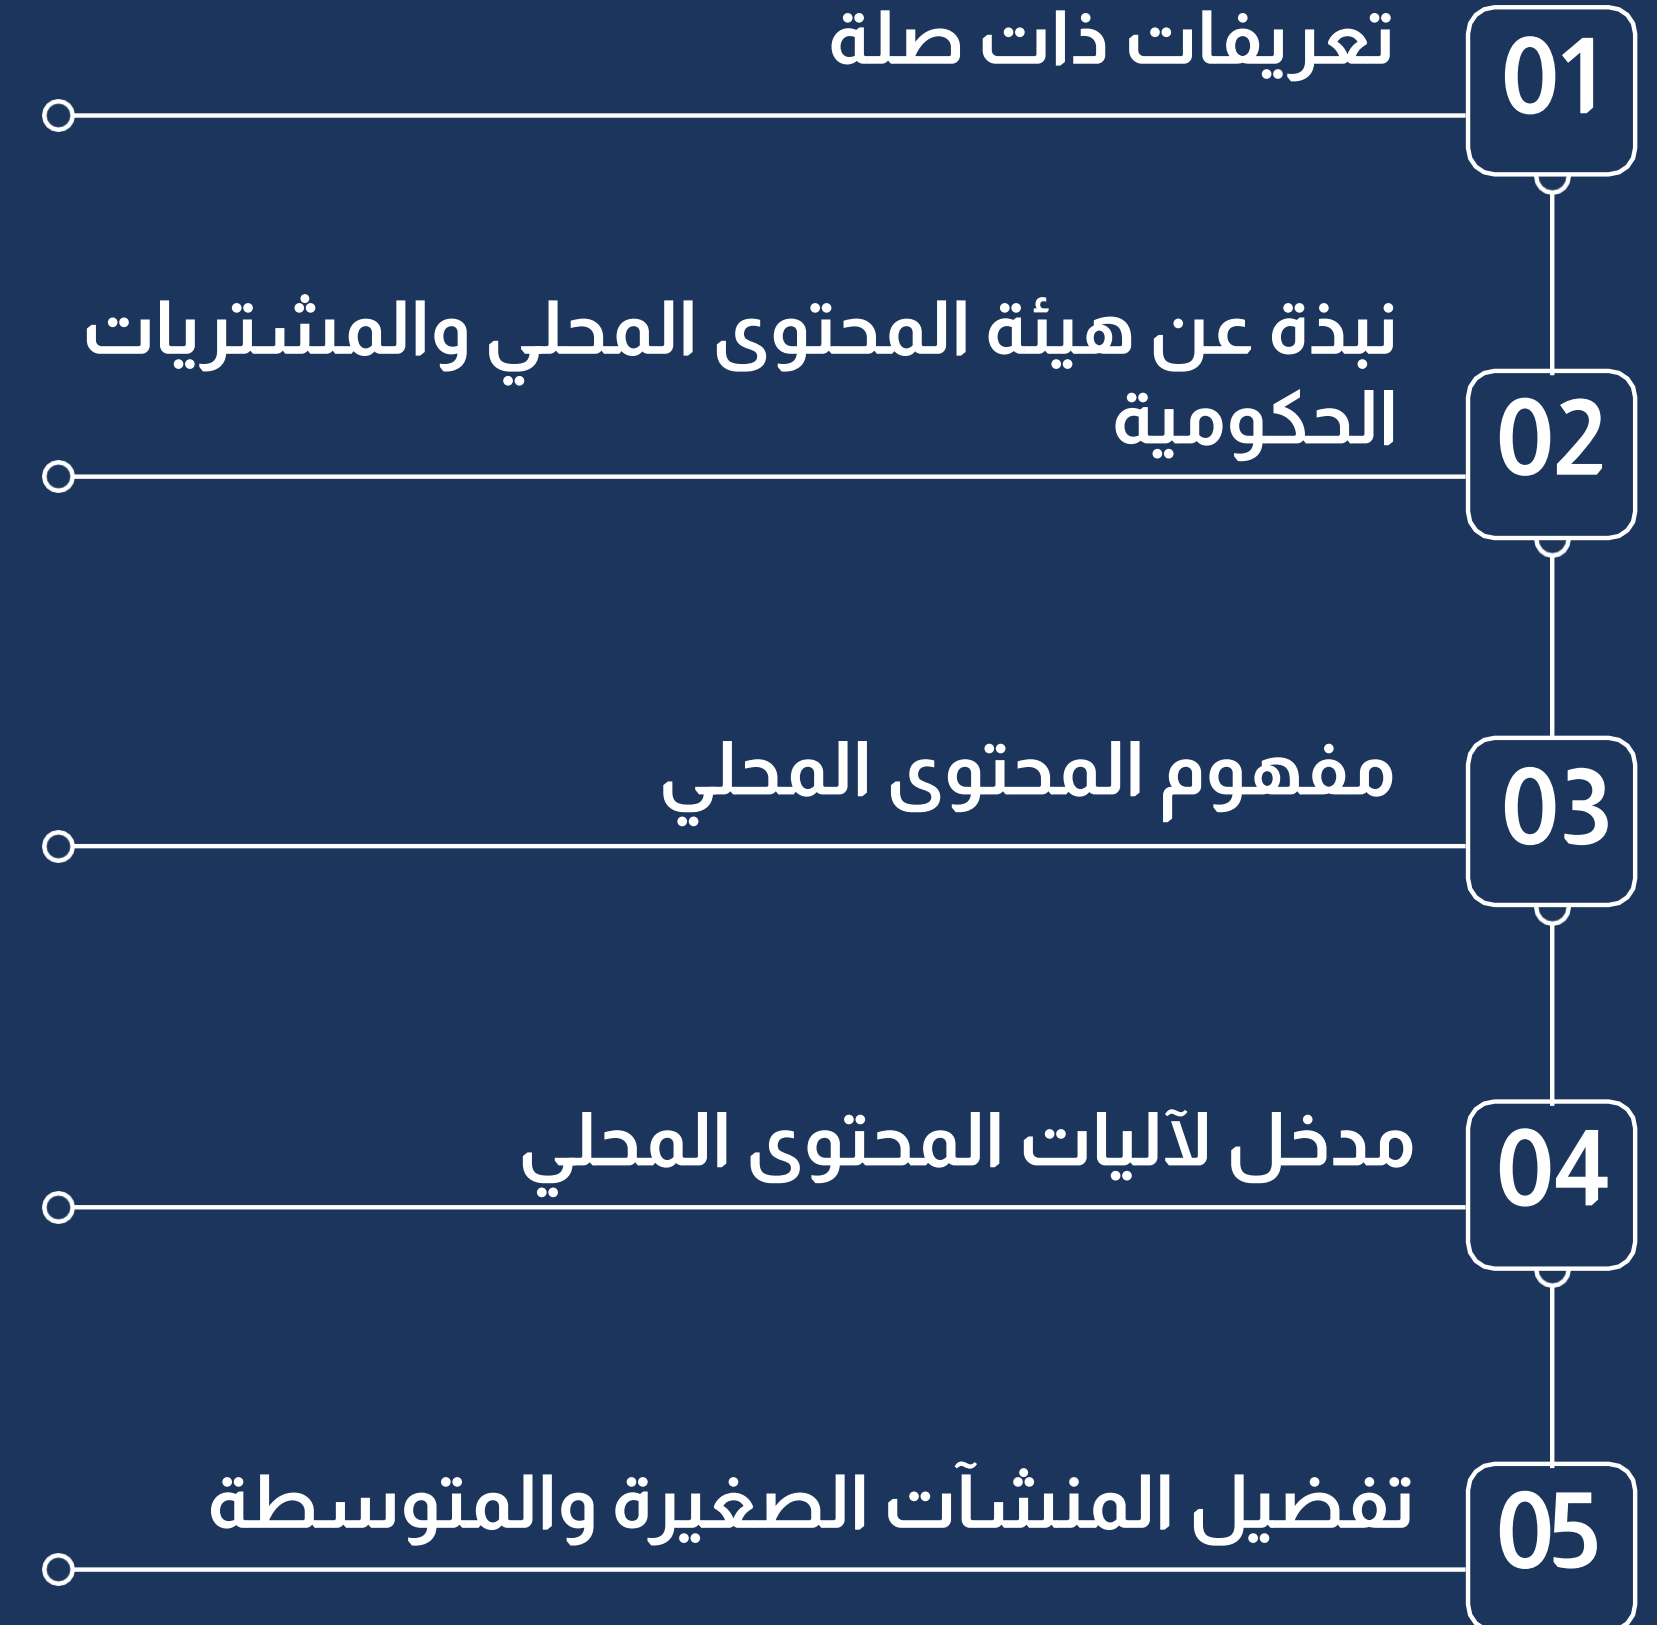 01
تعريفات ذات صلة
02
نبذة عن هيئة المحتوى المحلي والمشتريات
الحكومية
03
مفهوم المحتوى المحلي
04
مدخل لآليات المحتوى المحلي
05
تفضيل المنشآت الصغيرة والمتوسطة